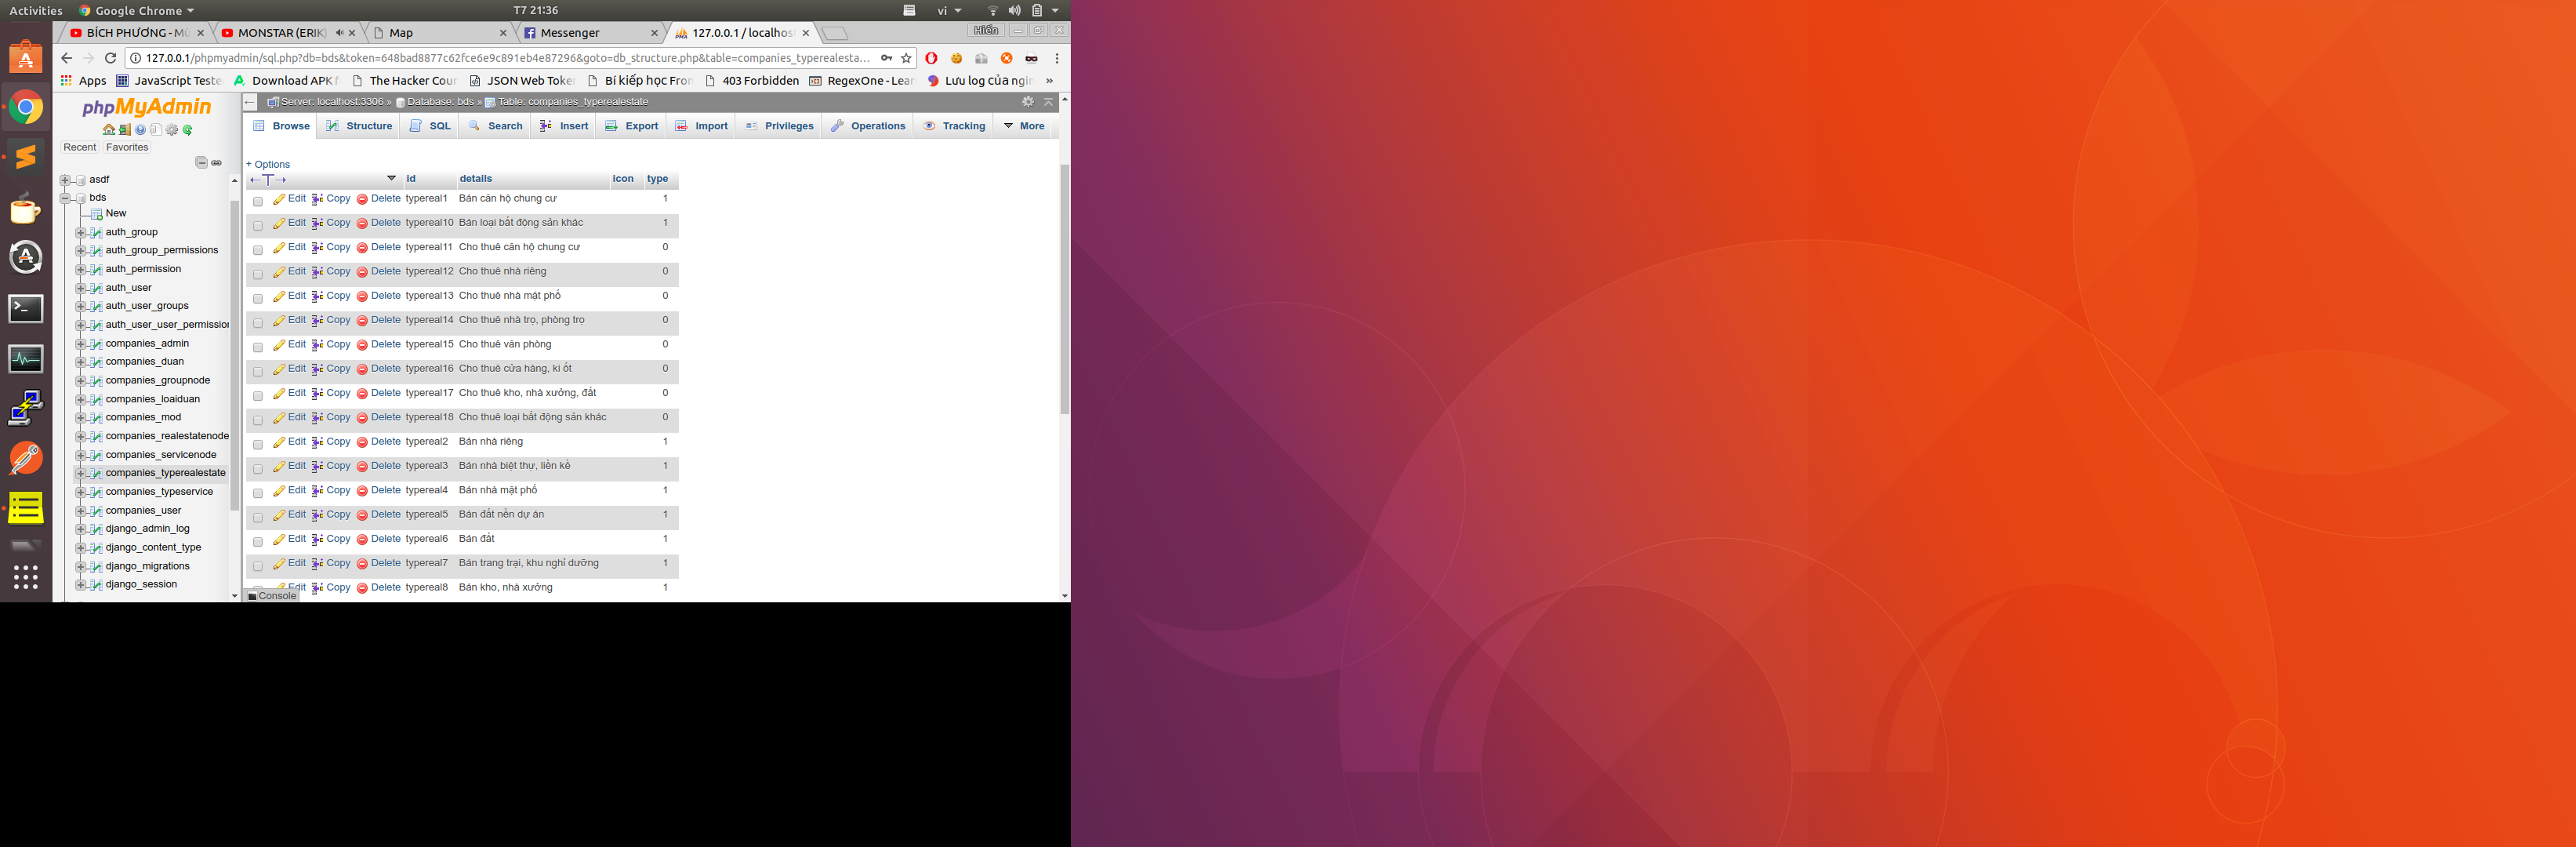 Activities Google Chrome T7 21:36 vi
BÍCH PHƯƠNG - Mù MONSTAR (ERIK) Map Messenger 127.0.0.1 / localhos Hiển
127.0.0.1/phpmyadmin/sql.php?db=bds&token=648bad8877c62fce6e9c891eb4e87296&goto=db_structure.php&table=companies_typerealesta...
Apps JavaScript Teste Download APK f The Hacker Cour JSON Web Toke Bí kiếp học Fron 403 Forbidden RegexOne - Lear Lưu log của ngin »
phpMyAdmin
Recent Favorites
asdf
bds
New
auth_group
auth_group_permissions
auth_permission
auth_user
auth_user_groups
auth_user_user_permission
companies_admin
companies_duan
companies_groupnode
companies_loaiduan
companies_mod
companies_realestatenode
companies_servicenode
companies_typerealestate
companies_typeservice
companies_user
django_admin_log
django_content_type
django_migrations
django_session
Server: localhost:3306 » Database: bds » Table: companies_typerealestate
Browse Structure SQL Search Insert Export Import Privileges Operations Tracking More
+ Options
←T→ id details icon type
Edit Copy Delete typereal1 Bán căn hộ chung cư 1
Edit Copy Delete typereal10 Bán loại bất động sản khác 1
Edit Copy Delete typereal11 Cho thuê căn hộ chung cư 0
Edit Copy Delete typereal12 Cho thuê nhà riêng 0
Edit Copy Delete typereal13 Cho thuê nhà mặt phố 0
Edit Copy Delete typereal14 Cho thuê nhà trọ, phòng trọ 0
Edit Copy Delete typereal15 Cho thuê văn phòng 0
Edit Copy Delete typereal16 Cho thuê cửa hàng, ki ốt 0
Edit Copy Delete typereal17 Cho thuê kho, nhà xưởng, đất 0
Edit Copy Delete typereal18 Cho thuê loại bất động sản khác 0
Edit Copy Delete typereal2 Bán nhà riêng 1
Edit Copy Delete typereal3 Bán nhà biệt thự, liền kề 1
Edit Copy Delete typereal4 Bán nhà mặt phố 1
Edit Copy Delete typereal5 Bán đất nền dự án 1
Edit Copy Delete typereal6 Bán đất 1
Edit Copy Delete typereal7 Bán trang trại, khu nghỉ dưỡng 1
Edit Copy Delete typereal8 Bán kho, nhà xưởng 1
Console